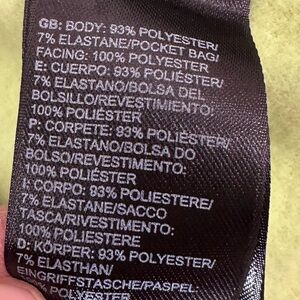 GB: BODY: 93% POLYESTER/
7% ELASTANE/POCKET BAG/
FACING: 100% POLYESTER
E: CUERPO: 93% POLIÉSTER/
7% ELASTANO/BOLSA DEL
BOLSILLO/REVESTIMIENTO:
100% POLIÉSTER
P: CORPETE: 93% POLIÉSTER/
7% ELASTANO/BOLSA DO
BOLSO/REVESTIMENTO:
100% POLIÉSTER
I: CORPO: 93% POLIESTERE/
7% ELASTANE/SACCO
TASCA/RIVESTIMENTO:
100% POLIESTERE
D: KÖRPER: 93% POLYESTER/
7% ELASTHAN/
EINGRIFFSTASCHE/PASPEL:
100% POLYESTER